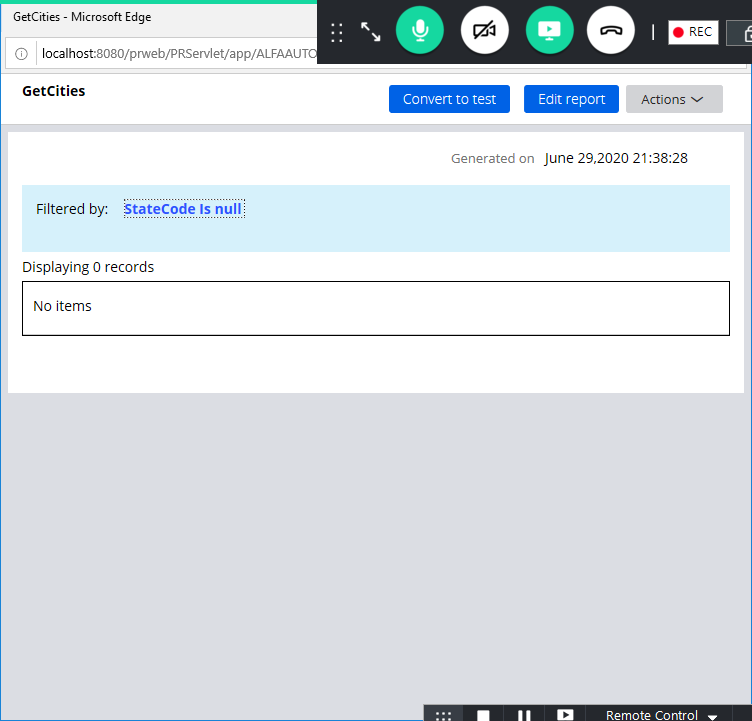 GetCities - Microsoft Edge
REC
localhost:8080/prweb/PRServlet/app/ALFAAUTO
GetCities
Convert to test
Edit report
Actions
Generated on June 29,2020 21:38:28
Filtered by: StateCode Is null
Displaying 0 records
No items
Remote Control